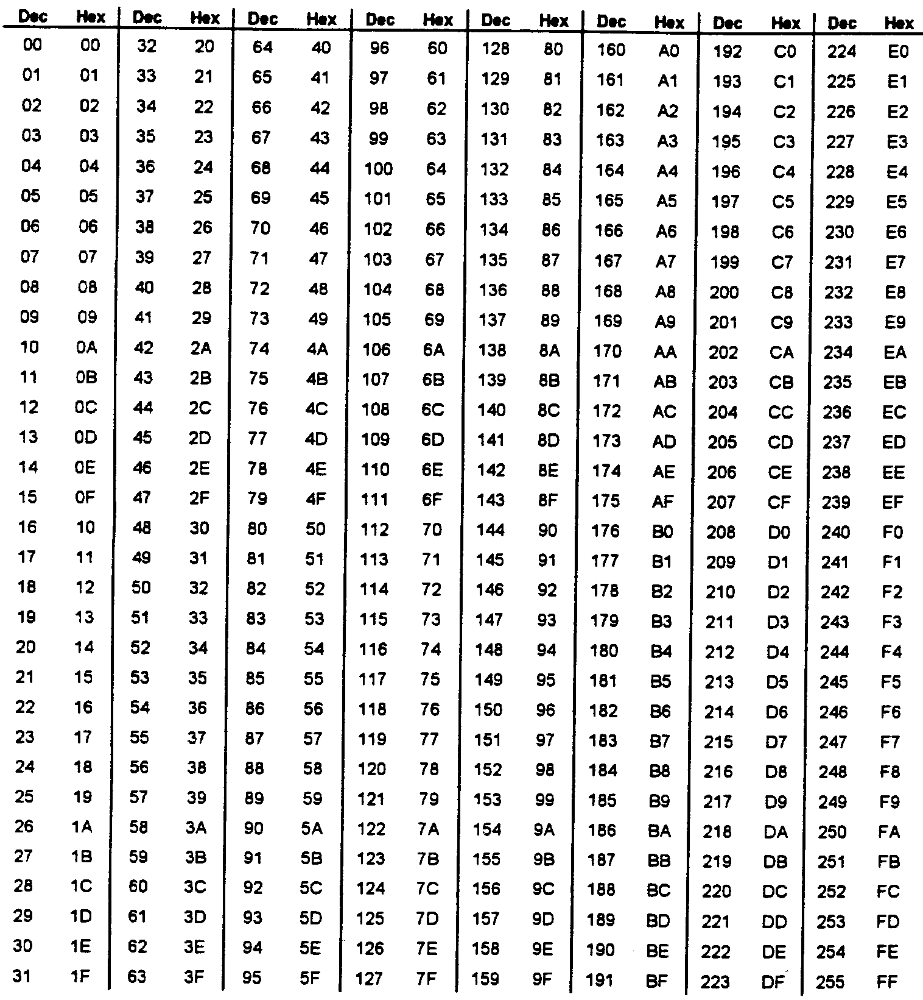 Dec Hex Dec Hex Dec Hex Dec Hex Dec Hex Dec Hex Dec Hex Dec Hex
00 00 32 20 64 40 96 60 128 80 160 A0 192 C0 224 E0
01 01 33 21 65 41 97 61 129 81 161 A1 193 C1 225 E1
02 02 34 22 66 42 98 62 130 82 162 A2 194 C2 226 E2
03 03 35 23 67 43 99 63 131 83 163 A3 195 C3 227 E3
04 04 36 24 68 44 100 64 132 84 164 A4 196 C4 228 E4
05 05 37 25 69 45 101 65 133 85 165 A5 197 C5 229 E5
06 06 38 26 70 46 102 66 134 86 166 A6 198 C6 230 E6
07 07 39 27 71 47 103 67 135 87 167 A7 199 C7 231 E7
08 08 40 28 72 48 104 68 136 88 168 A8 200 C8 232 E8
09 09 41 29 73 49 105 69 137 89 169 A9 201 C9 233 E9
10 0A 42 2A 74 4A 106 6A 138 8A 170 AA 202 CA 234 EA
11 0B 43 2B 75 4B 107 6B 139 8B 171 AB 203 CB 235 EB
12 0C 44 2C 76 4C 108 6C 140 8C 172 AC 204 CC 236 EC
13 0D 45 2D 77 4D 109 6D 141 8D 173 AD 205 CD 237 ED
14 0E 46 2E 78 4E 110 6E 142 8E 174 AE 206 CE 238 EE
15 0F 47 2F 79 4F 111 6F 143 8F 175 AF 207 CF 239 EF
16 10 48 30 80 50 112 70 144 90 176 B0 208 D0 240 F0
17 11 49 31 81 51 113 71 145 91 177 B1 209 D1 241 F1
18 12 50 32 82 52 114 72 146 92 178 B2 210 D2 242 F2
19 13 51 33 83 53 115 73 147 93 179 B3 211 D3 243 F3
20 14 52 34 84 54 116 74 148 94 180 B4 212 D4 244 F4
21 15 53 35 85 55 117 75 149 95 181 B5 213 D5 245 F5
22 16 54 36 86 56 118 76 150 96 182 B6 214 D6 246 F6
23 17 55 37 87 57 119 77 151 97 183 B7 215 D7 247 F7
24 18 56 38 88 58 120 78 152 98 184 B8 216 D8 248 F8
25 19 57 39 89 59 121 79 153 99 185 B9 217 D9 249 F9
26 1A 58 3A 90 5A 122 7A 154 9A 186 BA 218 DA 250 FA
27 1B 59 3B 91 5B 123 7B 155 9B 187 BB 219 DB 251 FB
28 1C 60 3C 92 5C 124 7C 156 9C 188 BC 220 DC 252 FC
29 1D 61 3D 93 5D 125 7D 157 9D 189 BD 221 DD 253 FD
30 1E 62 3E 94 5E 126 7E 158 9E 190 BE 222 DE 254 FE
31 1F 63 3F 95 5F 127 7F 159 9F 191 BF 223 DF 255 FF